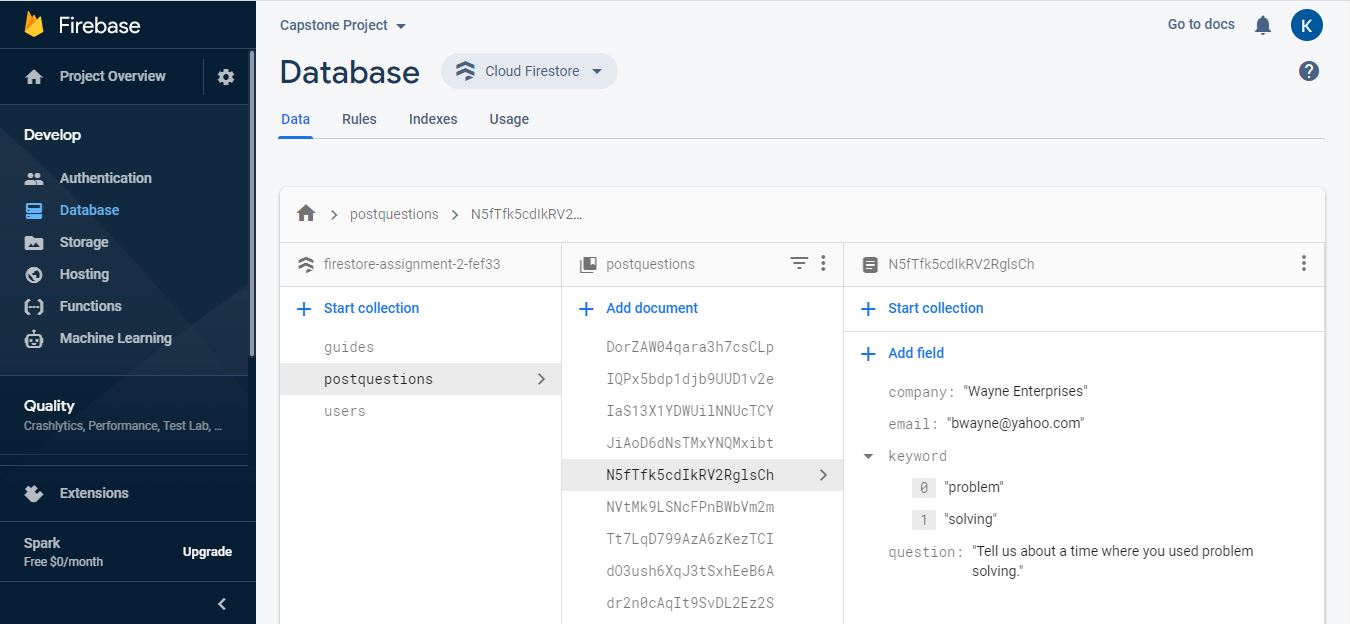 Firebase
Capstone Project
Go to docs
K
Project Overview
Database
Cloud Firestore
Data Rules Indexes Usage
Develop
Authentication
Database
Storage
Hosting
Functions
Machine Learning
Quality
Crashlytics, Performance, Test Lab, ...
Extensions
Spark
Free $0/month
Upgrade
postquestions N5fTfk5cdIkRV2...
firestore-assignment-2-fef33
Start collection
guides
postquestions
users
postquestions
Add document
DorZAW04qara3h7csCLp
IQPx5bdp1djb9UUD1v2e
IaS13X1YDWUilNNUcTCY
JiAoD6dNsTMxYNQMxibt
N5fTfk5cdIkRV2RglsCh
NVtMk9LSNcFPnBWbVm2m
Tt7LqD799AzA6zKezTCI
dO3ush6XqJ3tSxhEeB6A
dr2n0cAqIt9SvDL2Ez2S
N5fTfk5cdIkRV2RglsCh
Start collection
Add field
company: "Wayne Enterprises"
email: "bwayne@yahoo.com"
keyword
0 "problem"
1 "solving"
question: "Tell us about a time where you used problem
solving."